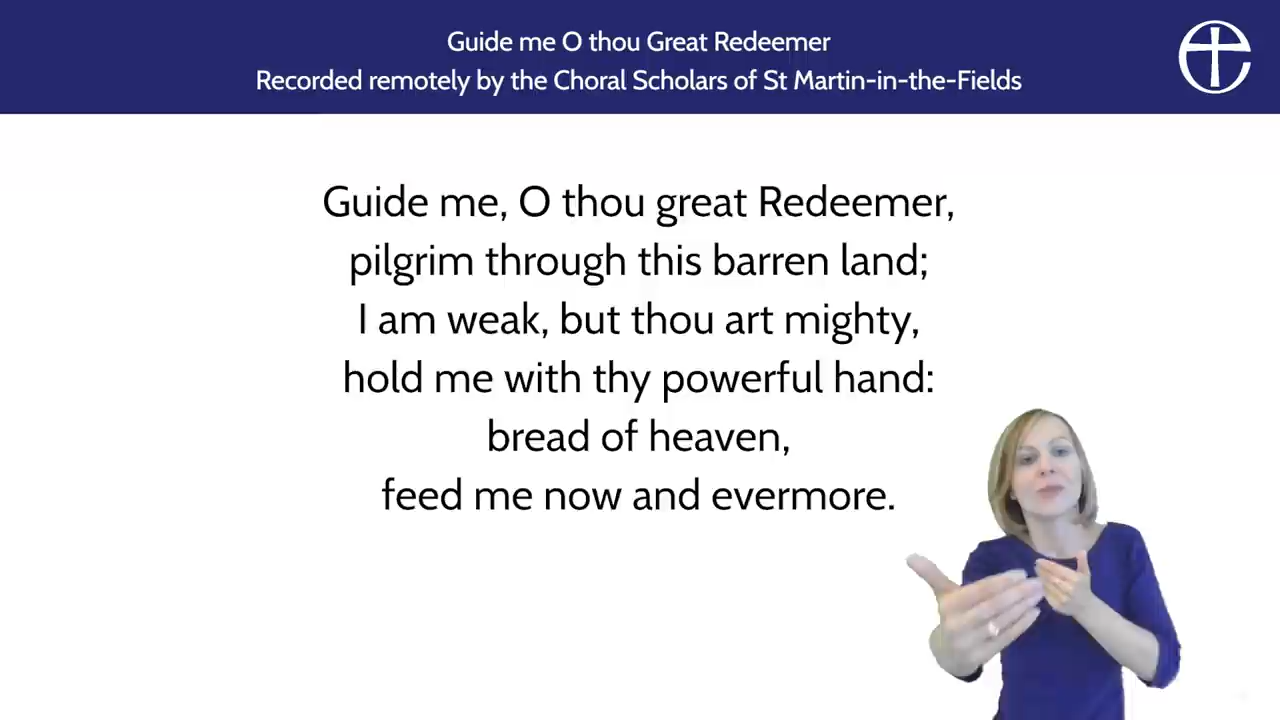 Guide me O thou Great Redeemer
Recorded remotely by the Choral Scholars of St Martin-in-the-Fields
Guide me, O thou great Redeemer,
pilgrim through this barren land;
I am weak, but thou art mighty,
hold me with thy powerful hand:
bread of heaven,
feed me now and evermore.